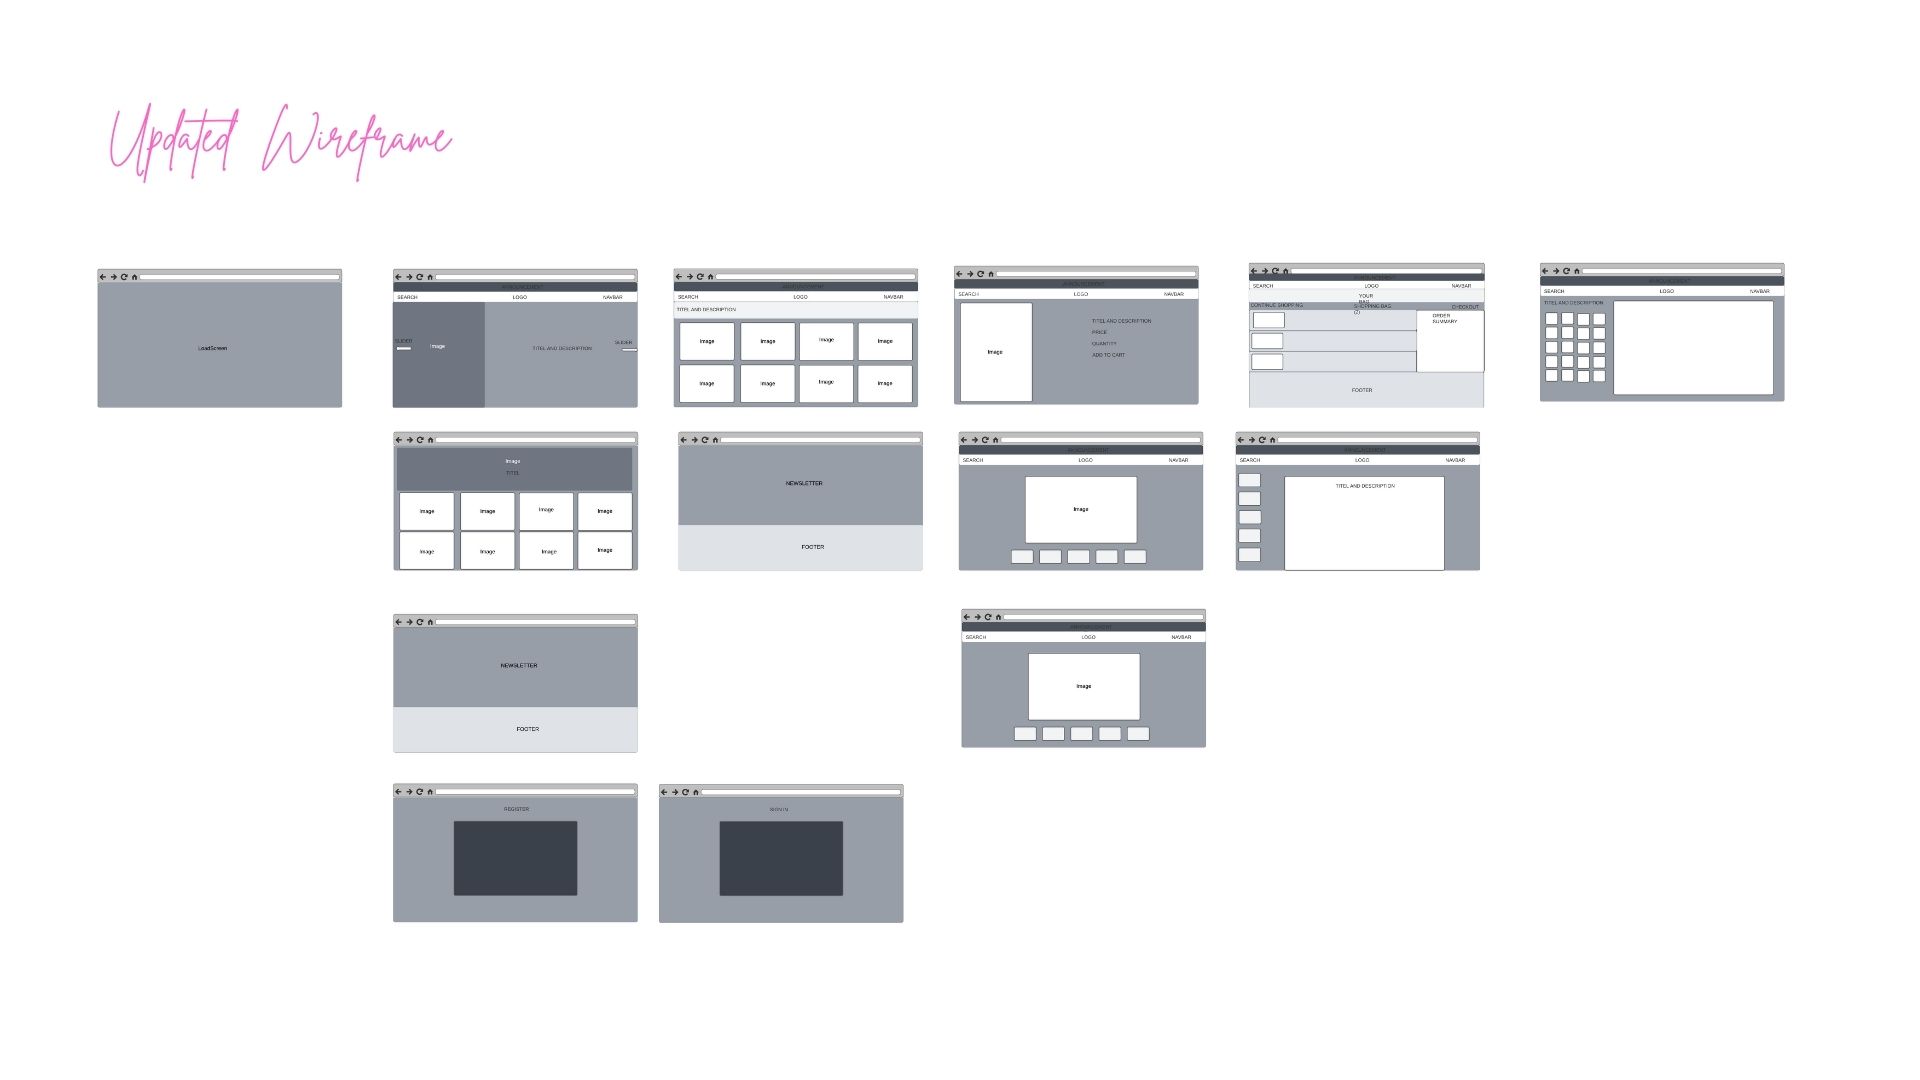 Updated Wireframe
LoadScreen
ANNOUNCEMENT
SEARCH LOGO NAVBAR
SLIDER
Image
TITEL AND DESCRIPTION
SLIDER
ANNOUNCEMENT
SEARCH LOGO NAVBAR
TITEL AND DESCRIPTION
Image Image Image Image
Image Image Image Image
ANNOUNCEMENT
SEARCH LOGO NAVBAR
Image
TITEL AND DESCRIPTION
PRICE
QUANTITY
ADD TO CART
ANNOUNCEMENT
SEARCH LOGO NAVBAR
YOUR
BAG
CONTINUE SHOPPING SHOPPING BAG CHECKOUT
(2)
ORDER
SUMMARY
FOOTER
ANNOUNCEMENT
SEARCH LOGO NAVBAR
TITEL AND DESCRIPTION
Image
TITEL
Image Image Image Image
Image Image Image Image
NEWSLETTER
FOOTER
ANNOUNCEMENT
SEARCH LOGO NAVBAR
Image
ANNOUNCEMENT
SEARCH LOGO NAVBAR
TITEL AND DESCRIPTION
NEWSLETTER
FOOTER
ANNOUNCEMENT
SEARCH LOGO NAVBAR
Image
REGISTER
SIGN IN